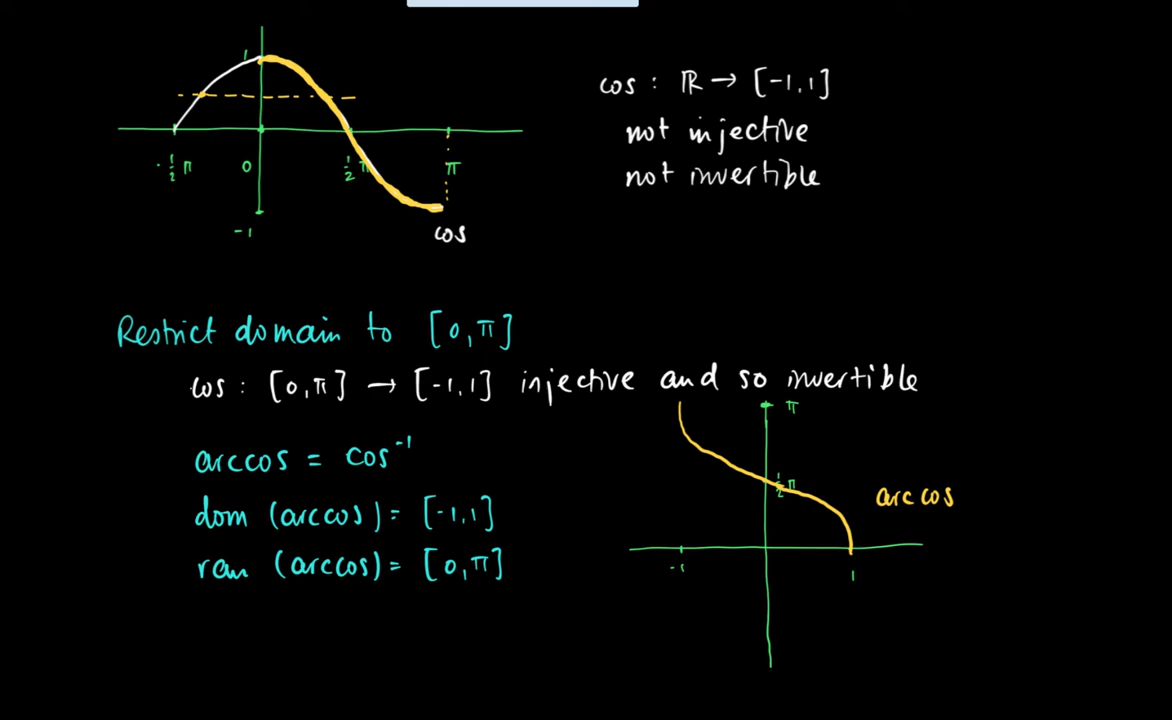 1
-½π 0 ½π π
-1
cos
cos : ℝ → [-1,1]
not injective
not invertible
Restrict domain to [0,π]
cos : [0,π] → [-1,1] injective and so invertible
arccos = cos⁻¹
dom (arccos) = [-1,1]
ran (arccos) = [0,π]
π
½π
arccos
-1 1